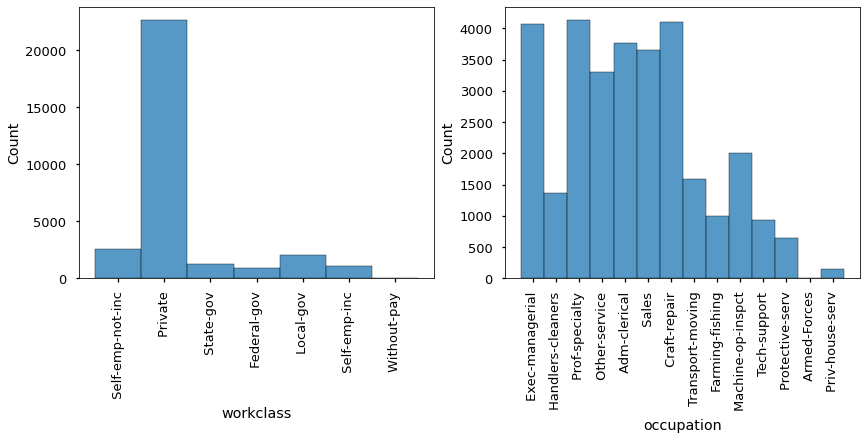 20000
15000
10000
5000
0
Count
Self-emp-not-inc
Private
State-gov
Federal-gov
Local-gov
Self-emp-inc
Without-pay
workclass
4000
3500
3000
2500
2000
1500
1000
500
0
Count
Exec-managerial
Handlers-cleaners
Prof-specialty
Other-service
Adm-clerical
Sales
Craft-repair
Transport-moving
Farming-fishing
Machine-op-inspct
Tech-support
Protective-serv
Armed-Forces
Priv-house-serv
occupation